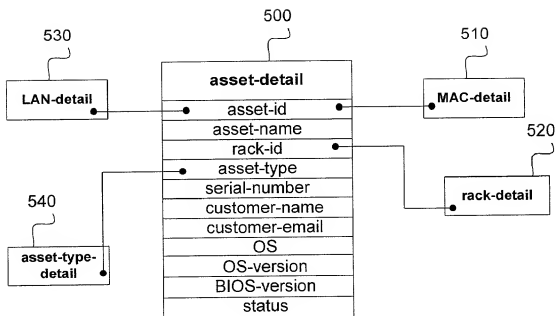 530
500
510
LAN-detail
asset-detail
MAC-detail
asset-id
asset-name
rack-id
520
asset-type
rack-detail
serial-number
540
customer-name
customer-email
asset-type-
detail
OS
OS-version
BIOS-version
status